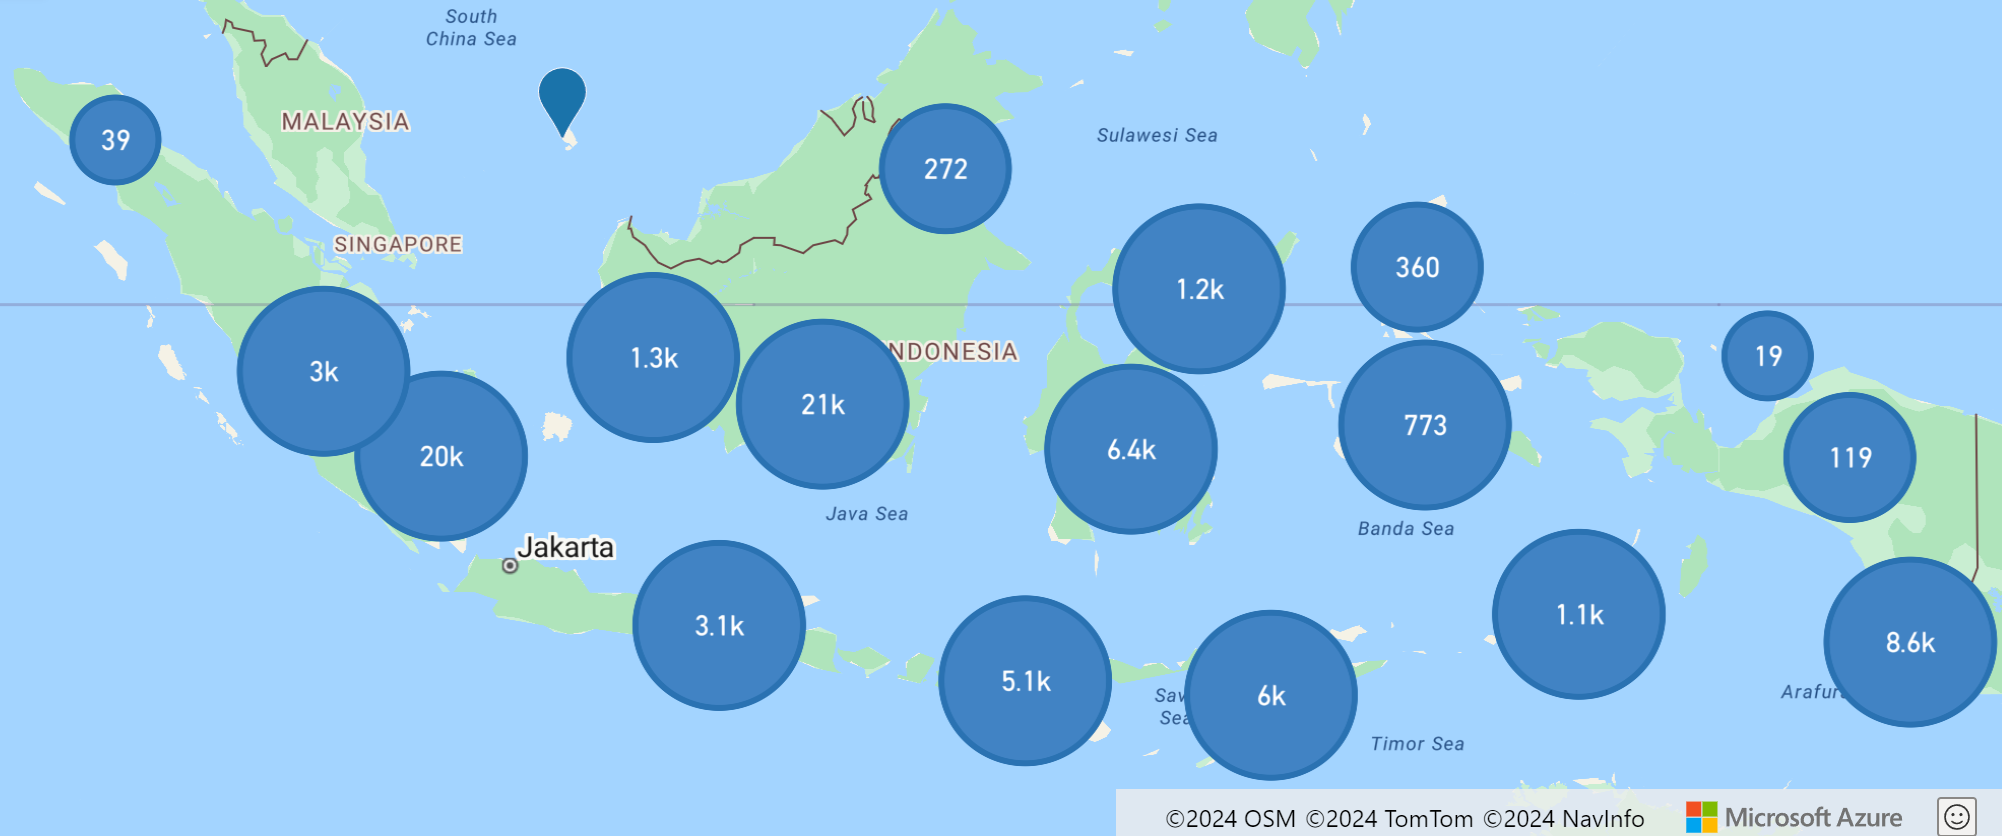 South
China Sea
MALAYSIA
39
Sulawesi Sea
272
SINGAPORE
360
1.2k
NDONESIA
19
1.3k
3k
21k
773
6.4k
20k
119
Java Sea
Banda Sea
Jakarta
1.1k
3.1k
8.6k
5.1k
Arafur
Sav
Sea
6k
Timor Sea
©2024 OSM ©2024 TomTom ©2024 NavInfo
Microsoft Azure